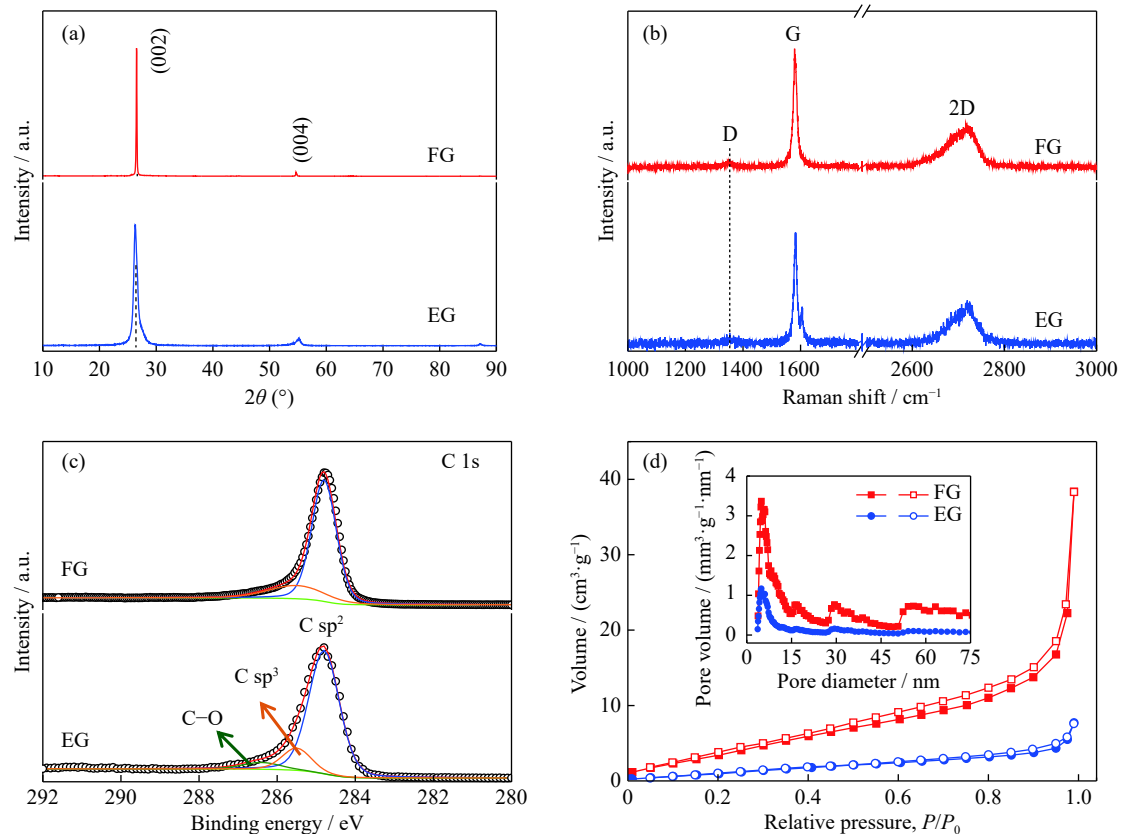 (a)
(002)
(004)
FG
EG
Intensity / a.u.
10 20 30 40 50 60 70 80 90
2θ (°)
(b)
G
D
2D
FG
EG
Intensity / a.u.
1000 1200 1400 1600 2600 2800 3000
Raman shift / cm⁻¹
(c)
C 1s
FG
C sp²
C sp³
C−O
EG
Intensity / a.u.
292 290 288 286 284 282 280
Binding energy / eV
(d)
FG
EG
Pore volume / (mm³·g⁻¹·nm⁻¹)
4
3
2
1
0
0 15 30 45 60 75
Pore diameter / nm
Volume / (cm³·g⁻¹)
40
30
20
10
0
0 0.2 0.4 0.6 0.8 1.0
Relative pressure, P/P₀